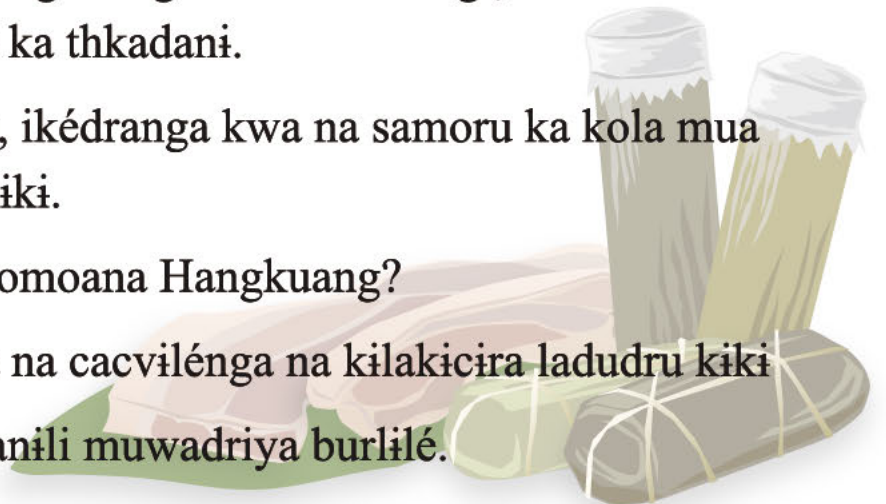 ka thkadanɨ.
, ikédranga kwa na samoru ka kola mua
ɨkɨ.
omoana Hangkuang?
na cacvɨlénga na kɨlakicɨra ladudru kɨkɨ
anɨli muwadriya burlɨlé.